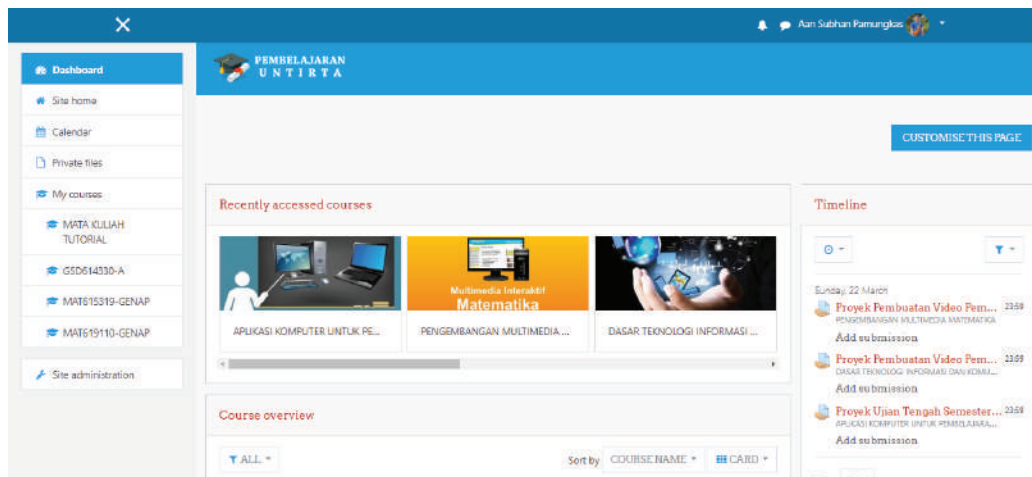 Aan Subhan Pamungkas
Dashboard
Site home
Calendar
Private files
My courses
MATA KULIAH
TUTORIAL
GSD614330-A
MAT615319-GENAP
MAT619110-GENAP
Site administration
PEMBELAJARAN
UNTIRTA
CUSTOMISE THIS PAGE
Recently accessed courses
Multimedia Interaktif
Matematika
APLIKASI KOMPUTER UNTUK PE...
PENGEMBANGAN MULTIMEDIA ...
DASAR TEKNOLOGI INFORMASI ...
Course overview
ALL
Sort by COURSE NAME CARD
Timeline
Sunday, 22 March
Proyek Pembuatan Video Pem... 23:59
PENGEMBANGAN MULTIMEDIA MATEMATIKA
Add submission
Proyek Pembuatan Video Pem... 23:59
DASAR TEKNOLOGI INFORMASI DAN KOMU...
Add submission
Proyek Ujian Tengah Semester... 23:59
APLIKASI KOMPUTER UNTUK PEMBELAJARA...
Add submission